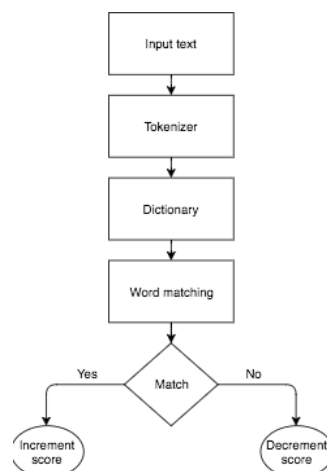 Input text
Tokenizer
Dictionary
Word matching
Yes
Match
No
Increment
score
Decrement
score